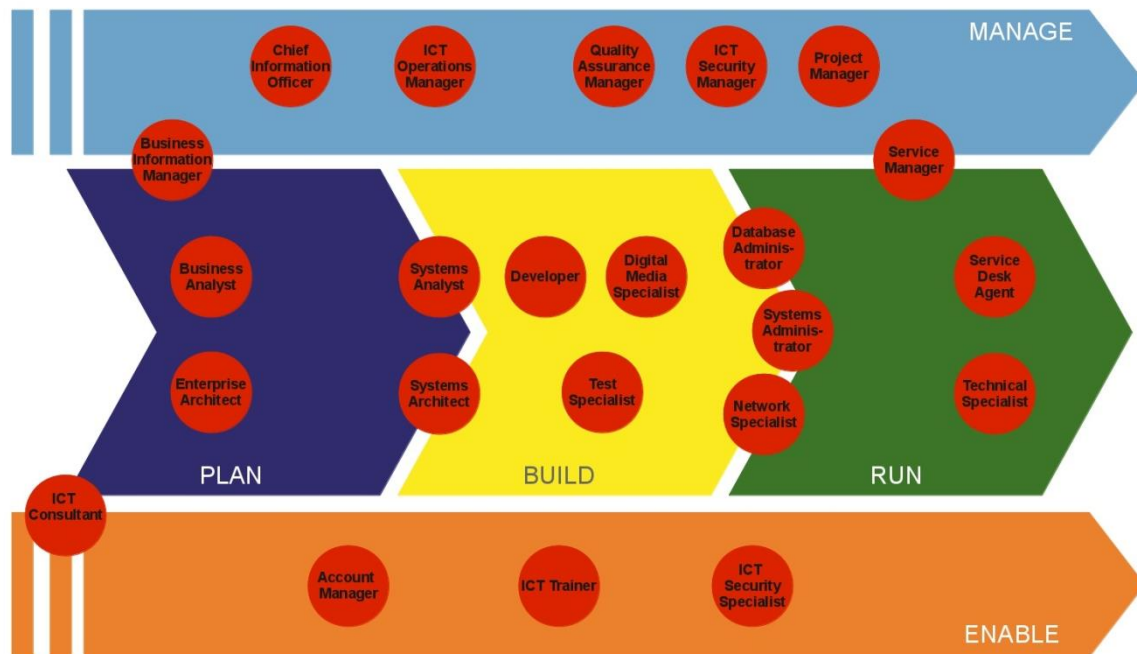 MANAGE
Chief
Information
Officer
ICT
Operations
Manager
Quality
Assurance
Manager
ICT
Security
Manager
Project
Manager
Business
Information
Manager
Service
Manager
Business
Analyst
Systems
Analyst
Developer
Digital
Media
Specialist
Database
Adminis-
trator
Service
Desk
Agent
Systems
Adminis-
trator
Enterprise
Architect
Systems
Architect
Test
Specialist
Network
Specialist
Technical
Specialist
PLAN
BUILD
RUN
ICT
Consultant
Account
Manager
ICT Trainer
ICT
Security
Specialist
ENABLE